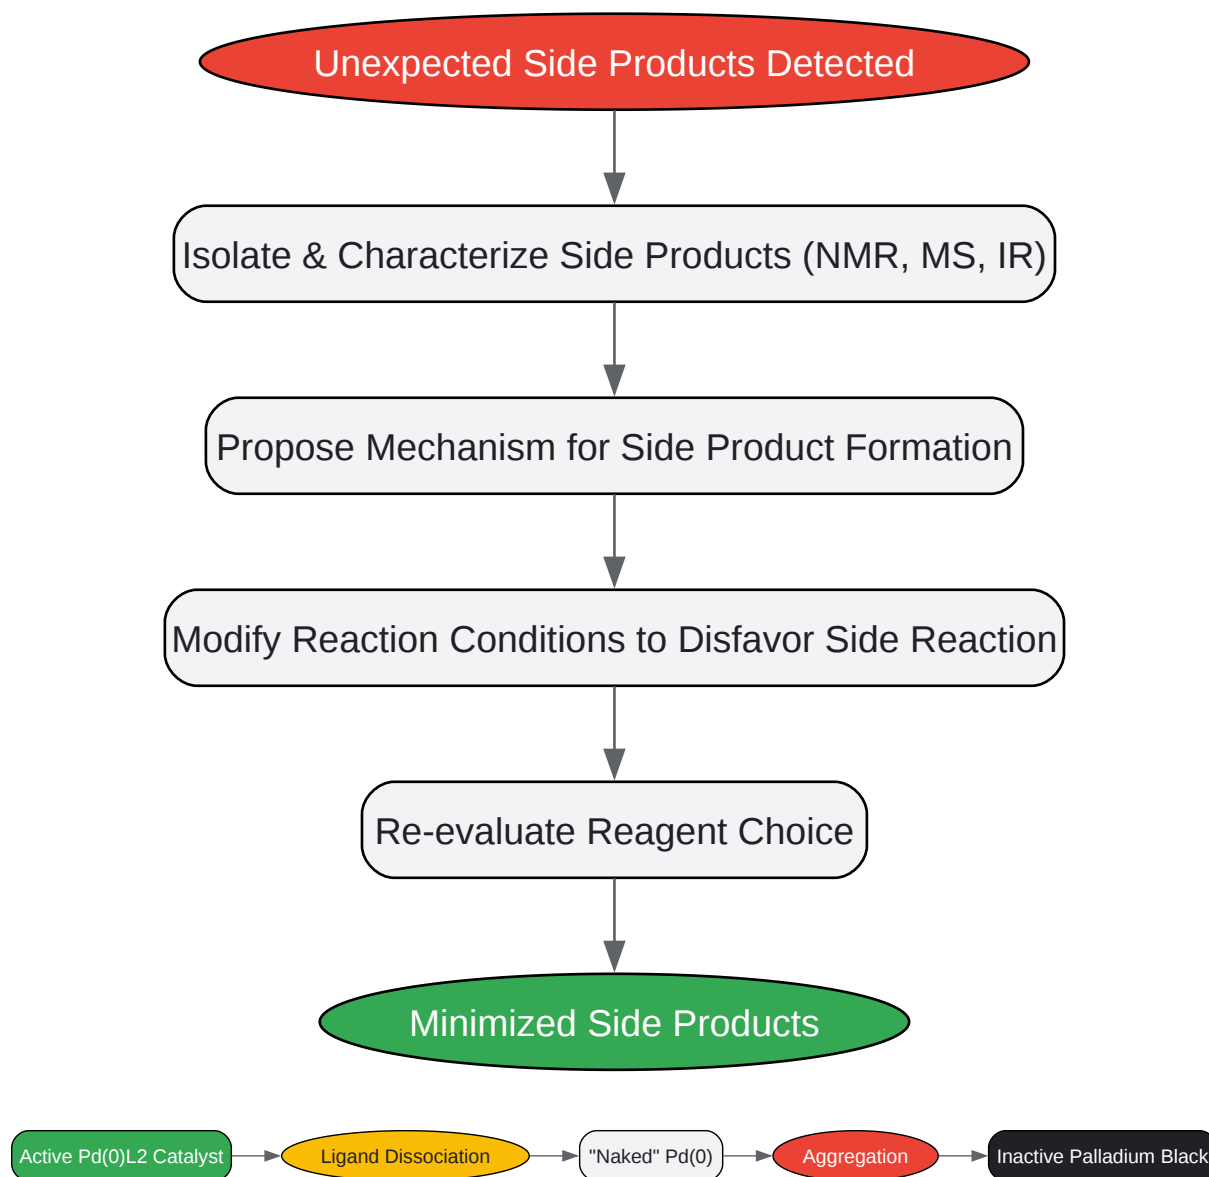 Unexpected Side Products Detected
Isolate & Characterize Side Products (NMR, MS, IR)
Propose Mechanism for Side Product Formation
Modify Reaction Conditions to Disfavor Side Reaction
Re-evaluate Reagent Choice
Minimized Side Products
Active Pd(0)L2 Catalyst
Ligand Dissociation
"Naked" Pd(0)
Aggregation
Inactive Palladium Black